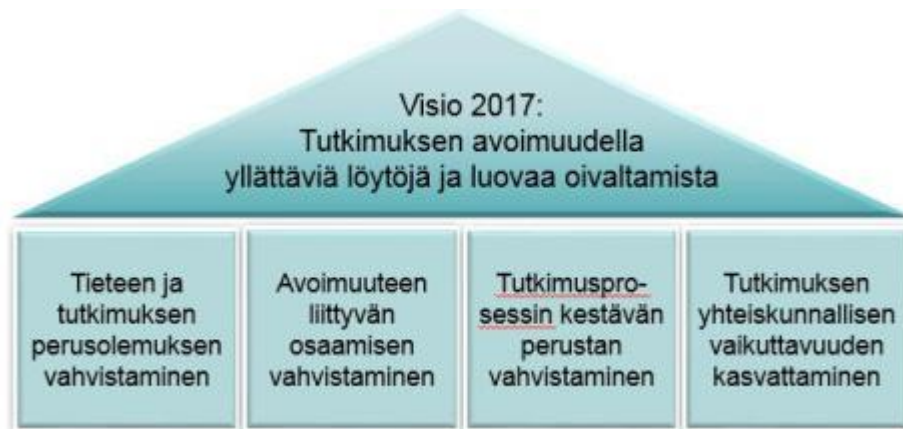 Visio 2017:
Tutkimuksen avoimuudella
yllättäviä löytöjä ja luovaa oivaltamista
Tieteen ja
tutkimuksen
perusolemuksen
vahvistaminen
Avoimuuteen
liittyvän
osaamisen
vahvistaminen
Tutkimuspro-
sessin kestävän
perustan
vahvistaminen
Tutkimuksen
yhteiskunnallisen
vaikuttavuuden
kasvattaminen